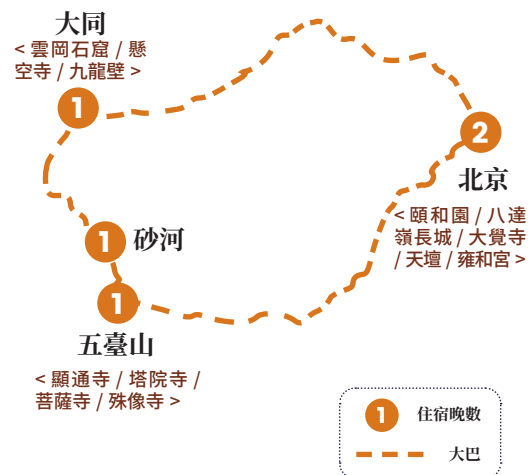 大同
< 雲岡石窟 / 懸
空寺 / 九龍壁 >
1
2
北京
< 頤和園 / 八達
嶺長城 / 大覺寺
/ 天壇 / 雍和宮 >
1
砂河
1
五臺山
< 顯通寺 / 塔院寺 /
菩薩寺 / 殊像寺 >
1 住宿晚數
大巴